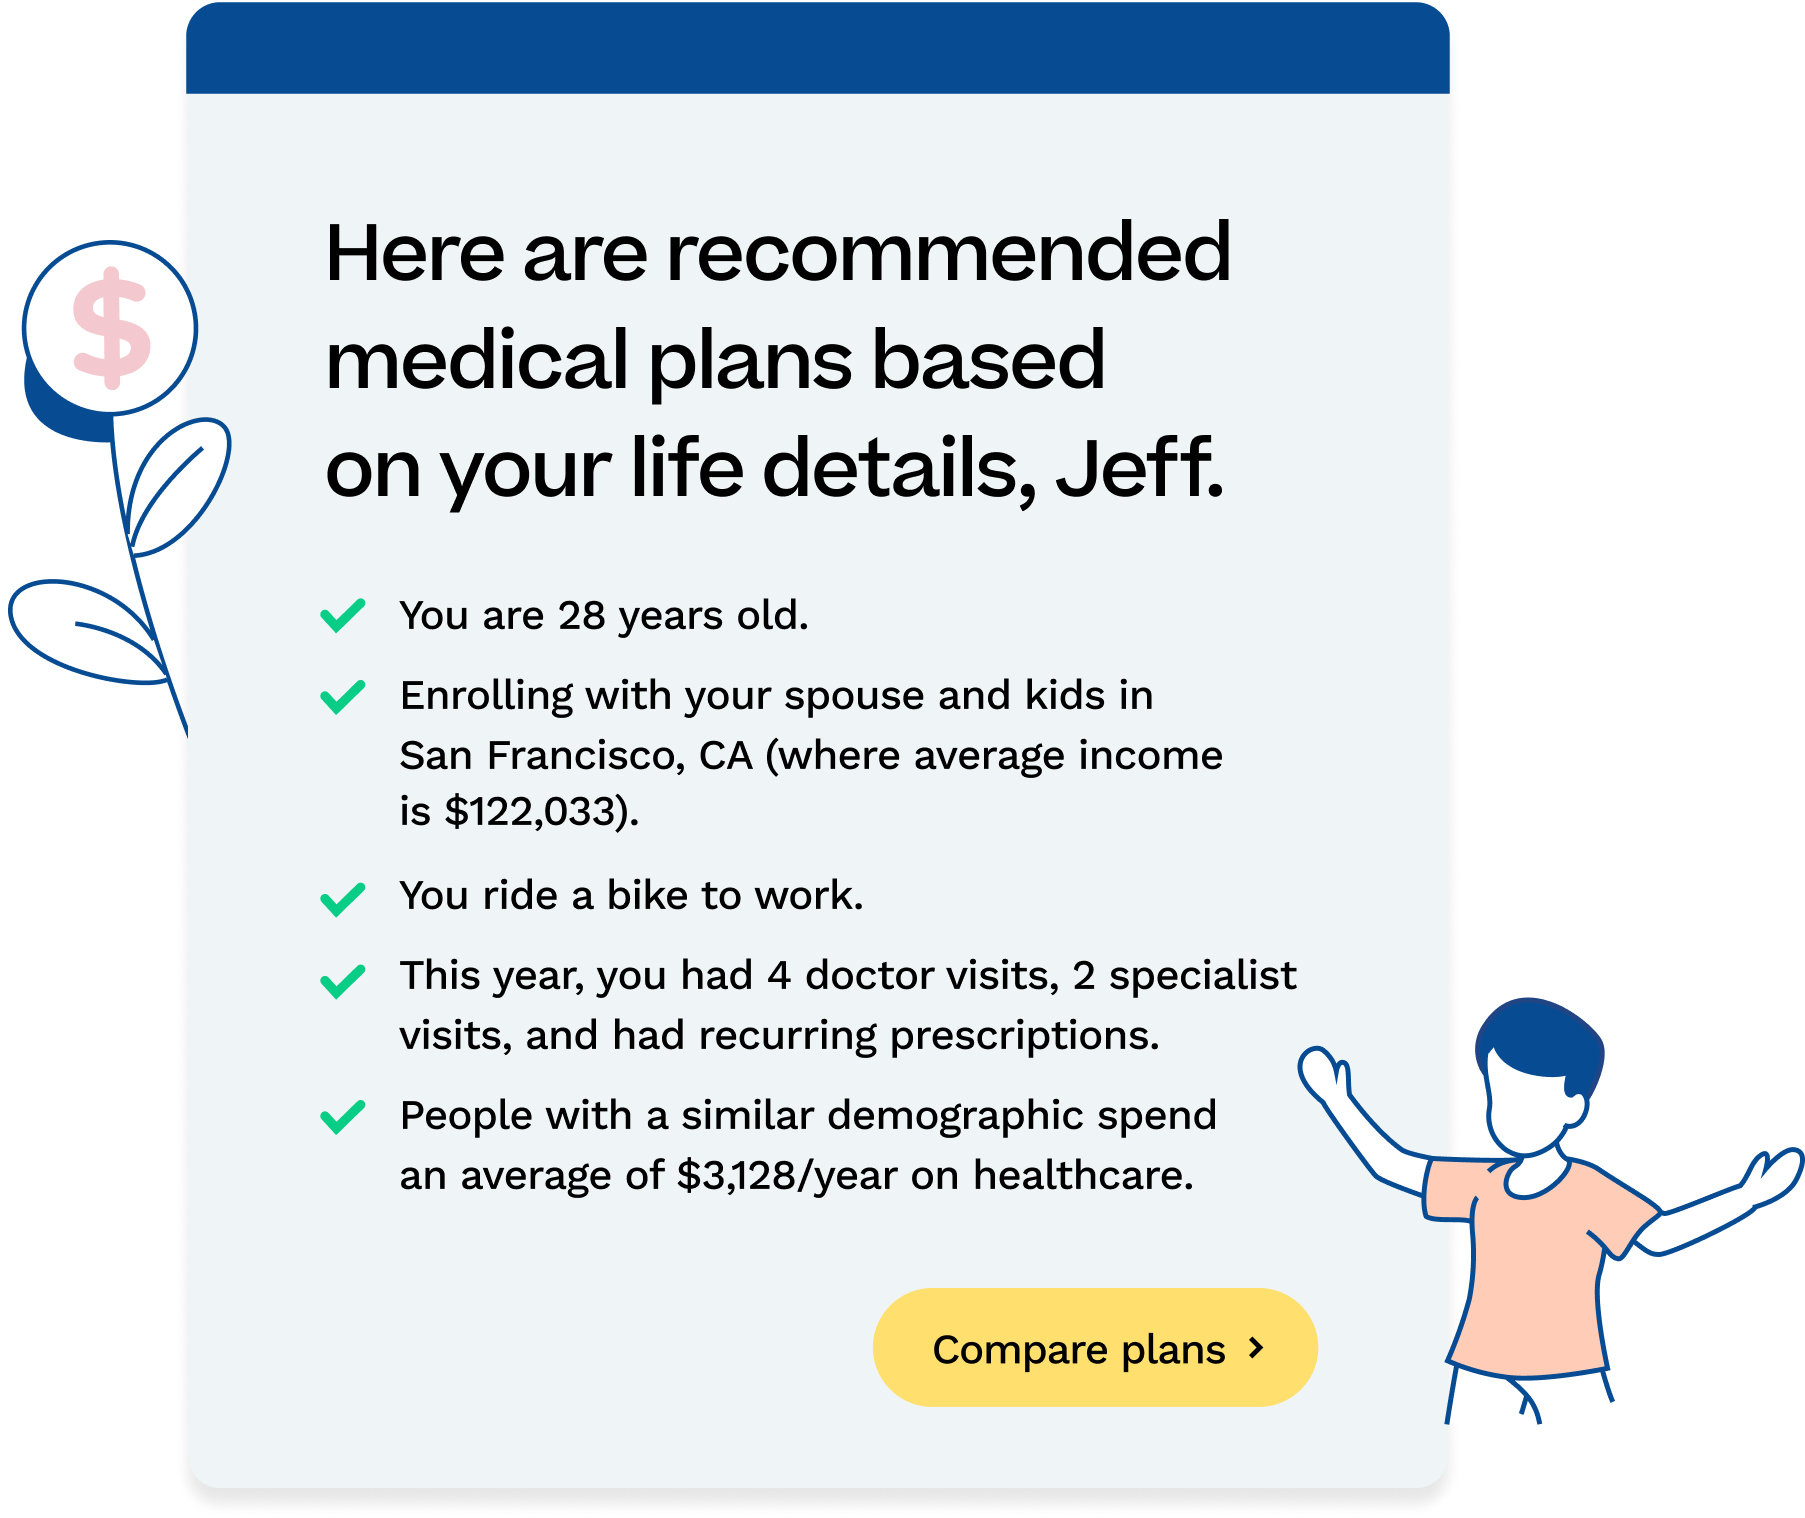 Here are recommended
medical plans based
on your life details, Jeff.
You are 28 years old.
Enrolling with your spouse and kids in
San Francisco, CA (where average income
is $122,033).
You ride a bike to work.
This year, you had 4 doctor visits, 2 specialist
visits, and had recurring prescriptions.
People with a similar demographic spend
an average of $3,128/year on healthcare.
Compare plans
$